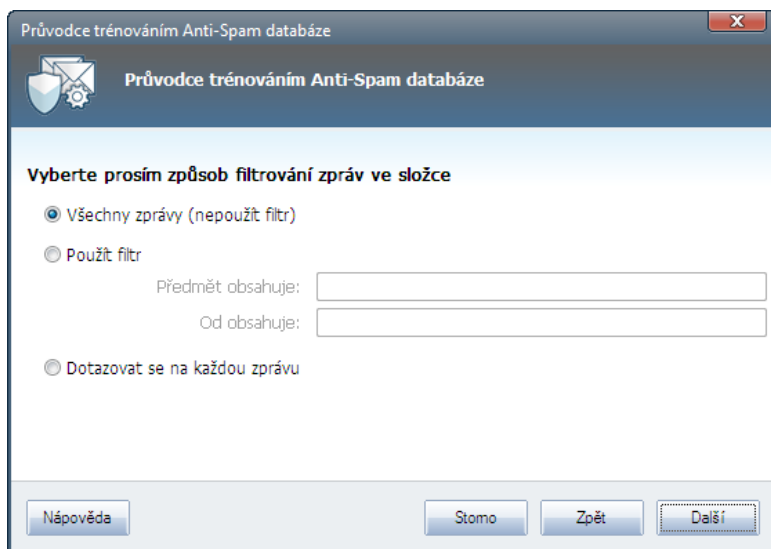 Průvodce trénováním Anti-Spam databáze
Průvodce trénováním Anti-Spam databáze
Vyberte prosím způsob filtrování zpráv ve složce
Všechny zprávy (nepoužít filtr)
Použít filtr
Předmět obsahuje:
Od obsahuje:
Dotazovat se na každou zprávu
Nápověda Storno Zpět Další